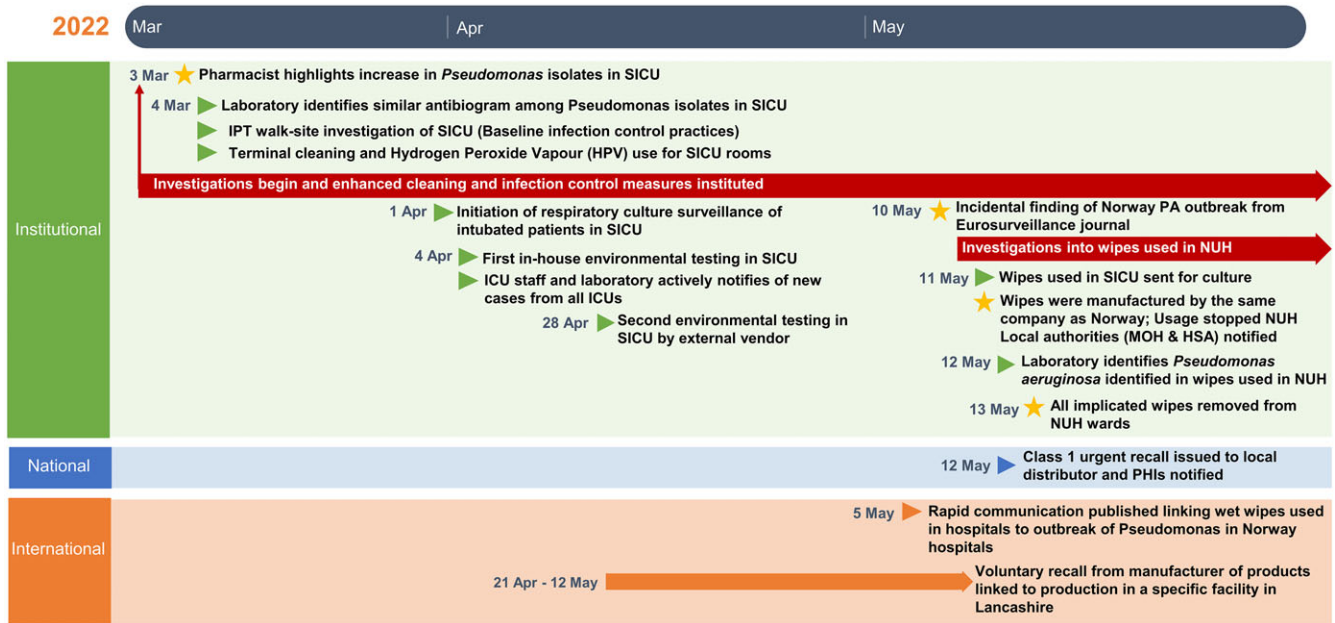 2022
Mar
Apr
May
Institutional
3 Mar
Pharmacist highlights increase in Pseudomonas isolates in SICU
4 Mar
Laboratory identifies similar antibiogram among Pseudomonas isolates in SICU
IPT walk-site investigation of SICU (Baseline infection control practices)
Terminal cleaning and Hydrogen Peroxide Vapour (HPV) use for SICU rooms
Investigations begin and enhanced cleaning and infection control measures instituted
1 Apr
Initiation of respiratory culture surveillance of
intubated patients in SICU
4 Apr
First in-house environmental testing in SICU
ICU staff and laboratory actively notifies of new
cases from all ICUs
28 Apr
Second environmental testing in
SICU by external vendor
10 May
Incidental finding of Norway PA outbreak from
Eurosurveillance journal
Investigations into wipes used in NUH
11 May
Wipes used in SICU sent for culture
Wipes were manufactured by the same
company as Norway; Usage stopped NUH
Local authorities (MOH & HSA) notified
12 May
Laboratory identifies Pseudomonas
aeruginosa identified in wipes used in NUH
13 May
All implicated wipes removed from
NUH wards
National
12 May
Class 1 urgent recall issued to local
distributor and PHIs notified
International
5 May
Rapid communication published linking wet wipes used
in hospitals to outbreak of Pseudomonas in Norway
hospitals
21 Apr - 12 May
Voluntary recall from manufacturer of products
linked to production in a specific facility in
Lancashire